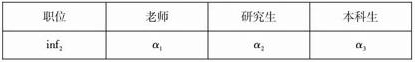 职位 老师 研究生 本科生
inf₂ α₁ α₂ α₃